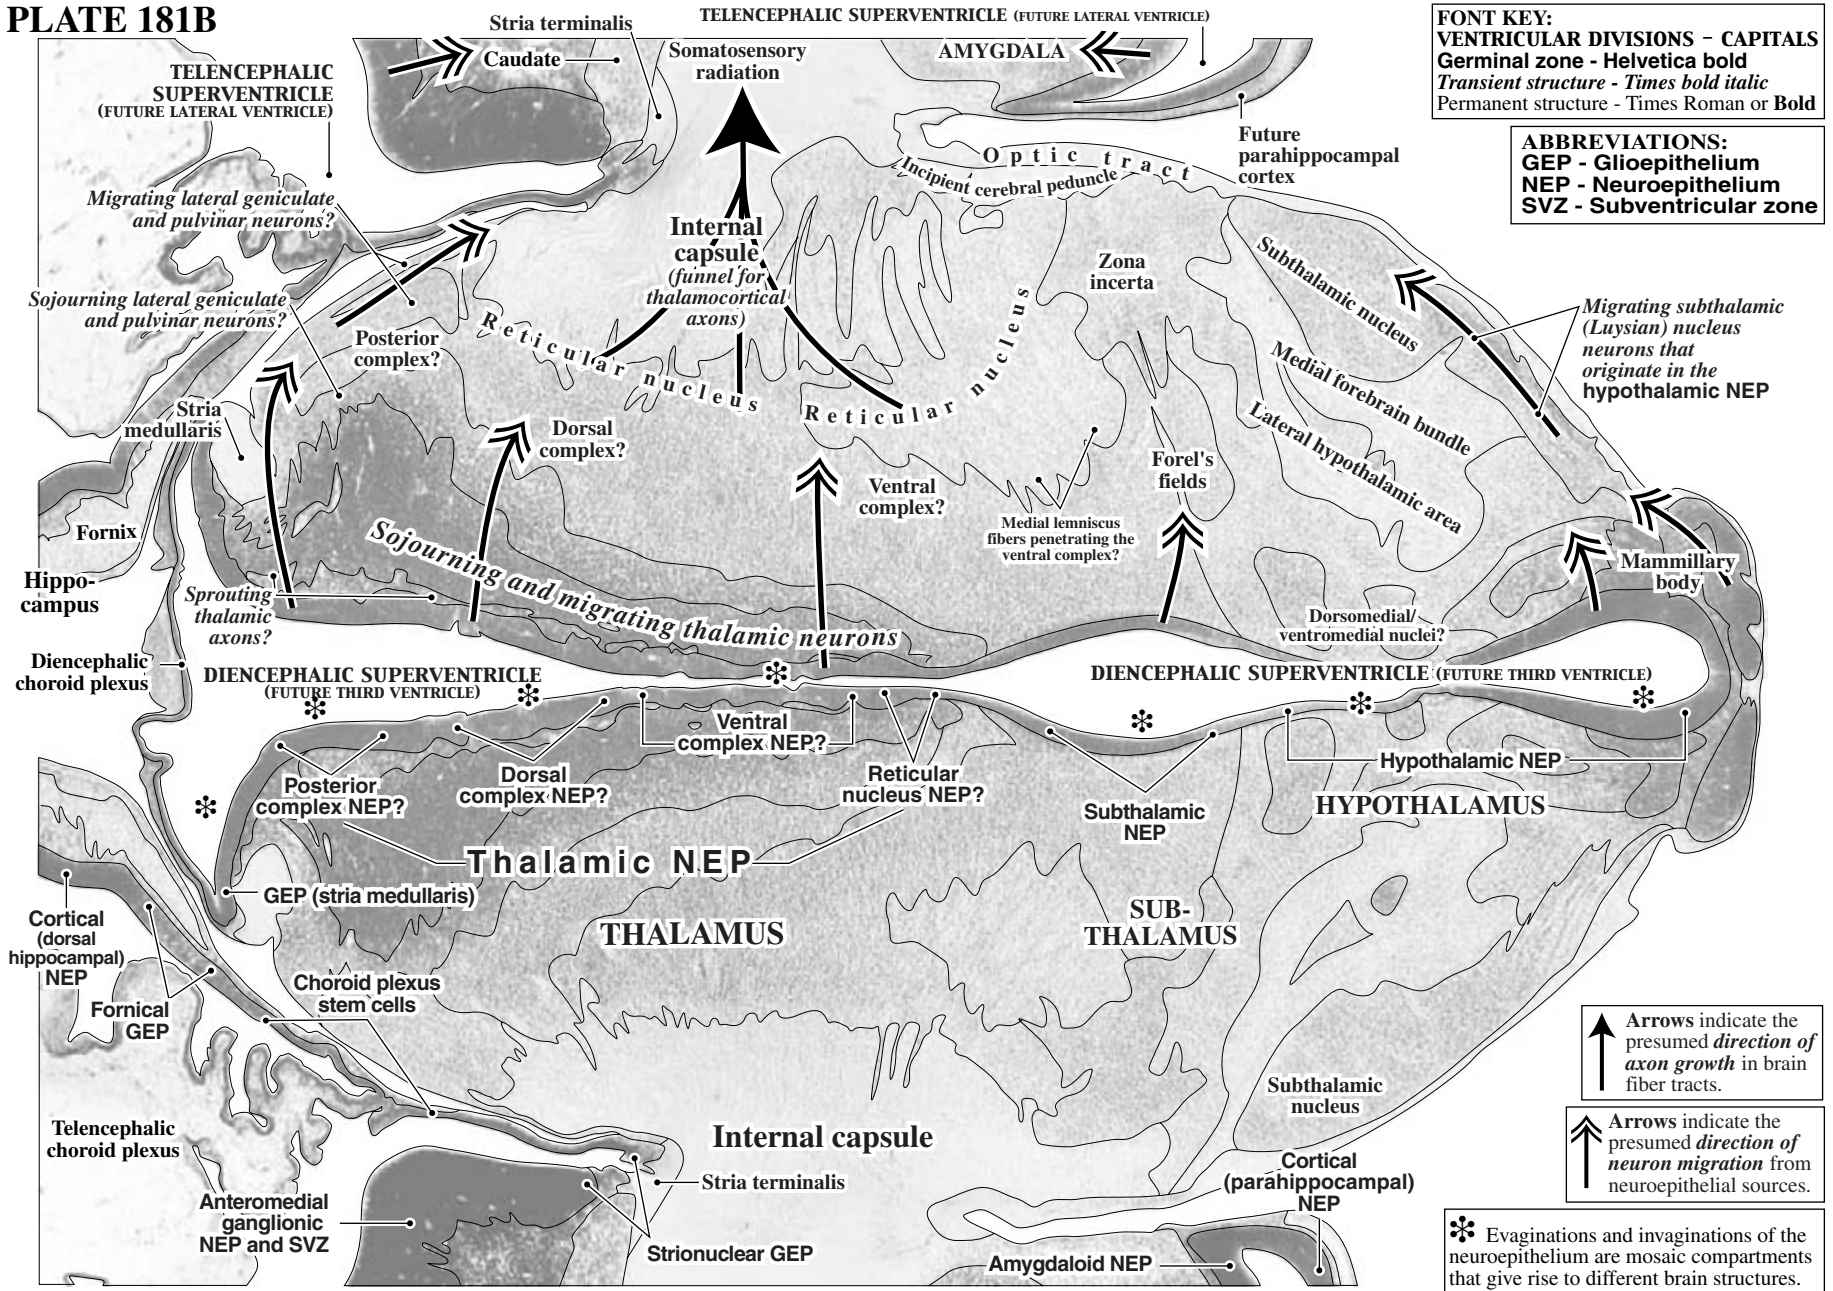 PLATE 181B
TELENCEPHALIC SUPERVENTRICLE (FUTURE LATERAL VENTRICLE)
Stria terminalis
Caudate
Somatosensory
radiation
AMYGDALA
FONT KEY:
VENTRICULAR DIVISIONS – CAPITALS
Germinal zone - Helvetica bold
Transient structure - Times bold italic
Permanent structure - Times Roman or Bold
ABBREVIATIONS:
GEP - Glioepithelium
NEP - Neuroepithelium
SVZ - Subventricular zone
TELENCEPHALIC
SUPERVENTRICLE
(FUTURE LATERAL VENTRICLE)
Future
parahippocampal
cortex
Optic tract
Incipient cerebral peduncle
Migrating lateral geniculate
and pulvinar neurons?
Internal
capsule
(funnel for
thalamocortical
axons)
Zona
incerta
Subthalamic nucleus
Sojourning lateral geniculate
and pulvinar neurons?
Posterior
complex?
Reticular nucleus
Reticular nucleus
Migrating subthalamic
(Luysian) nucleus
neurons that
originate in the
hypothalamic NEP
Medial forebrain bundle
Lateral hypothalamic area
Stria
medullaris
Dorsal
complex?
Ventral
complex?
Forel's
fields
Medial lemniscus
fibers penetrating the
ventral complex?
Fornix
Hippo-
campus
Sojourning and migrating thalamic neurons
Sprouting
thalamic
axons?
Mammillary
body
Dorsomedial/
ventromedial nuclei?
Diencephalic
choroid plexus
DIENCEPHALIC SUPERVENTRICLE
(FUTURE THIRD VENTRICLE)
DIENCEPHALIC SUPERVENTRICLE (FUTURE THIRD VENTRICLE)
Posterior
complex NEP?
Dorsal
complex NEP?
Ventral
complex NEP?
Reticular
nucleus NEP?
Subthalamic
NEP
Hypothalamic NEP
HYPOTHALAMUS
Thalamic NEP
GEP (stria medullaris)
THALAMUS
SUB-
THALAMUS
Cortical
(dorsal
hippocampal)
NEP
Fornical
GEP
Choroid plexus
stem cells
Telencephalic
choroid plexus
Internal capsule
Subthalamic
nucleus
Stria terminalis
Anteromedial
ganglionic
NEP and SVZ
Strionuclear GEP
Cortical
(parahippocampal)
NEP
Amygdaloid NEP
Arrows indicate the
presumed direction of
axon growth in brain
fiber tracts.
Arrows indicate the
presumed direction of
neuron migration from
neuroepithelial sources.
Evaginations and invaginations of the
neuroepithelium are mosaic compartments
that give rise to different brain structures.